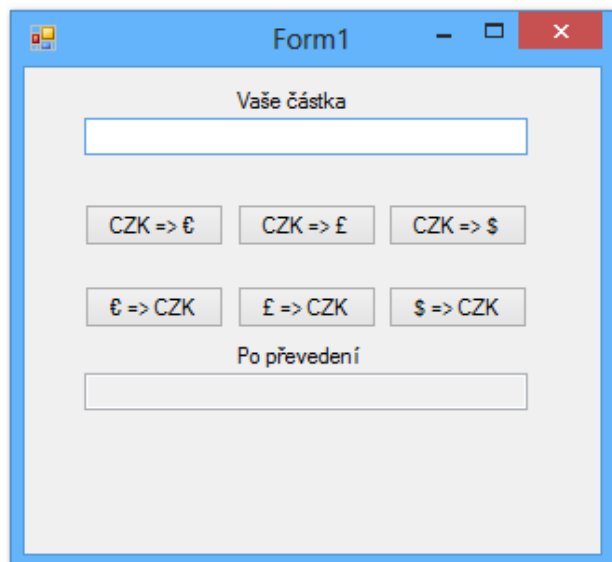 Form1
Vaše částka
CZK => € CZK => £ CZK => $
€ => CZK £ => CZK $ => CZK
Po převedení